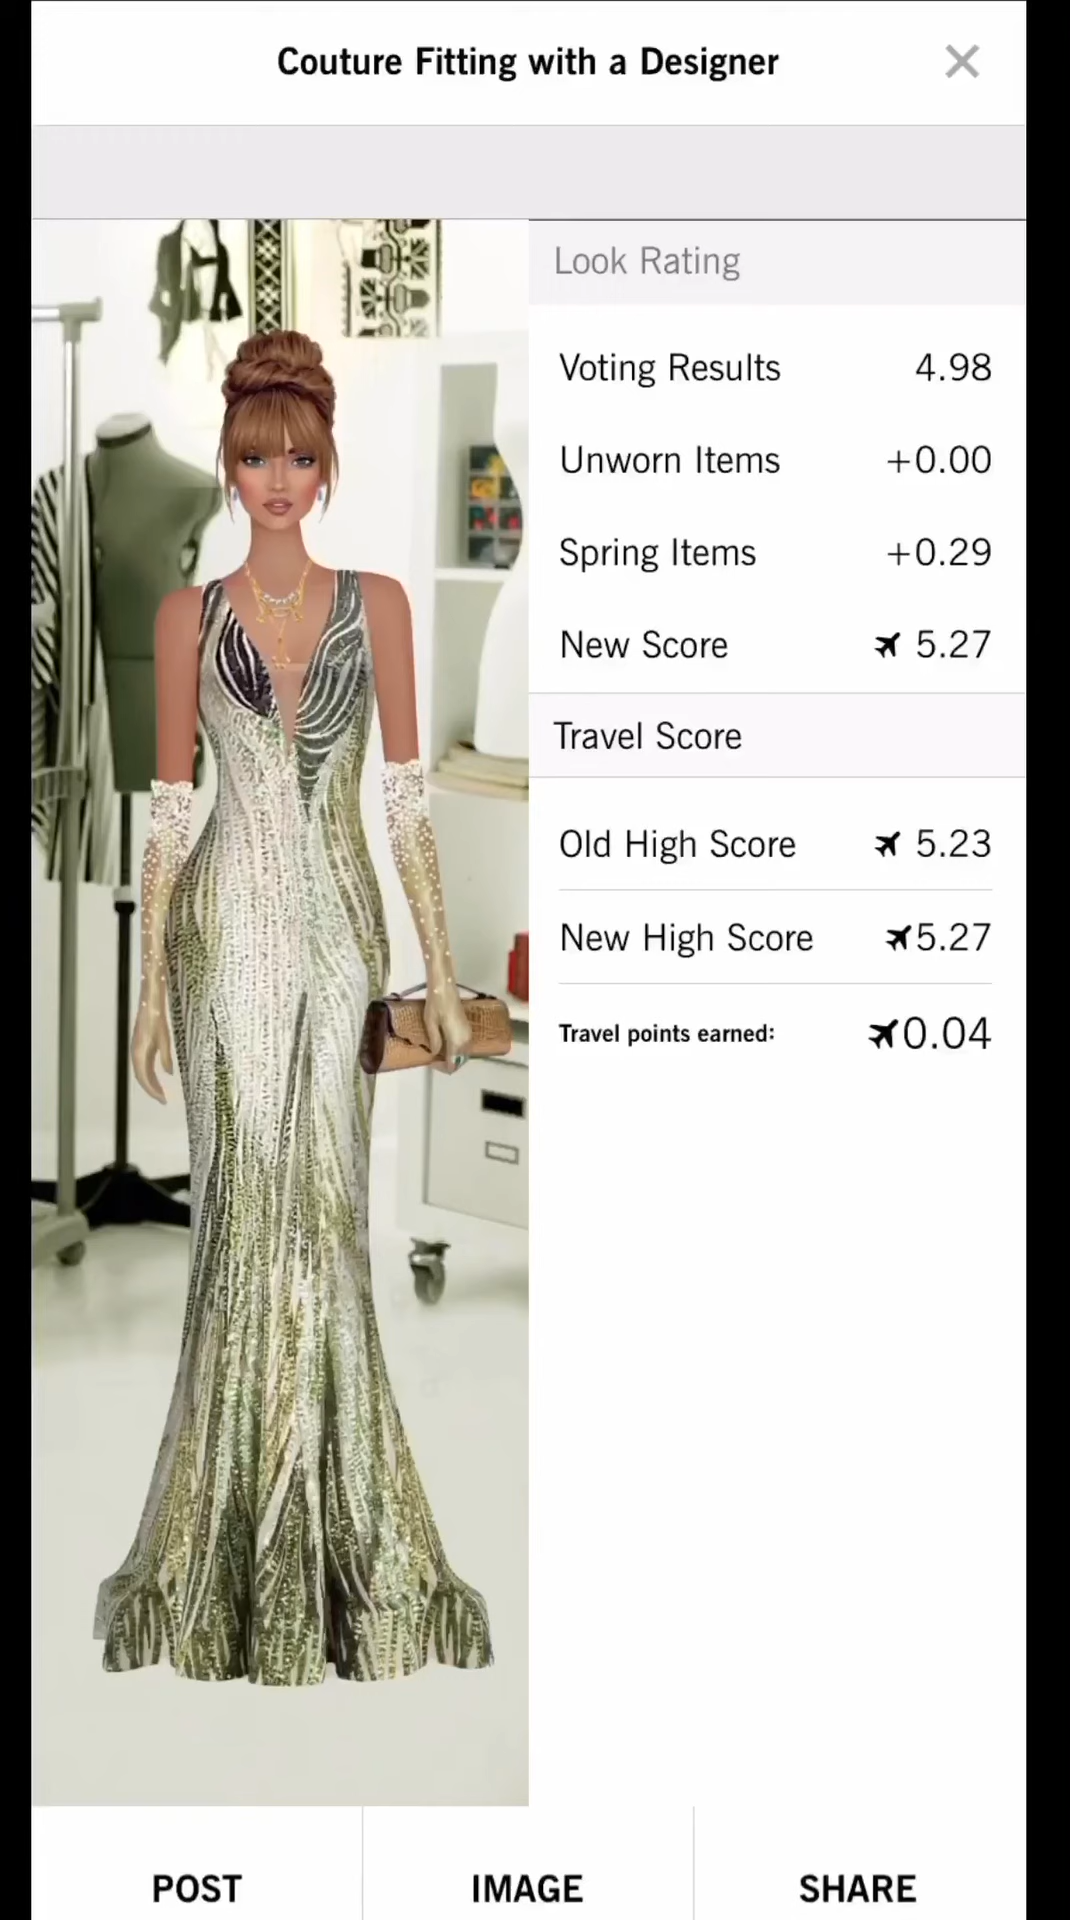 Couture Fitting with a Designer
Look Rating
Voting Results 4.98
Unworn Items +0.00
Spring Items +0.29
New Score 5.27
Travel Score
Old High Score 5.23
New High Score 5.27
Travel points earned: 0.04
POST IMAGE SHARE